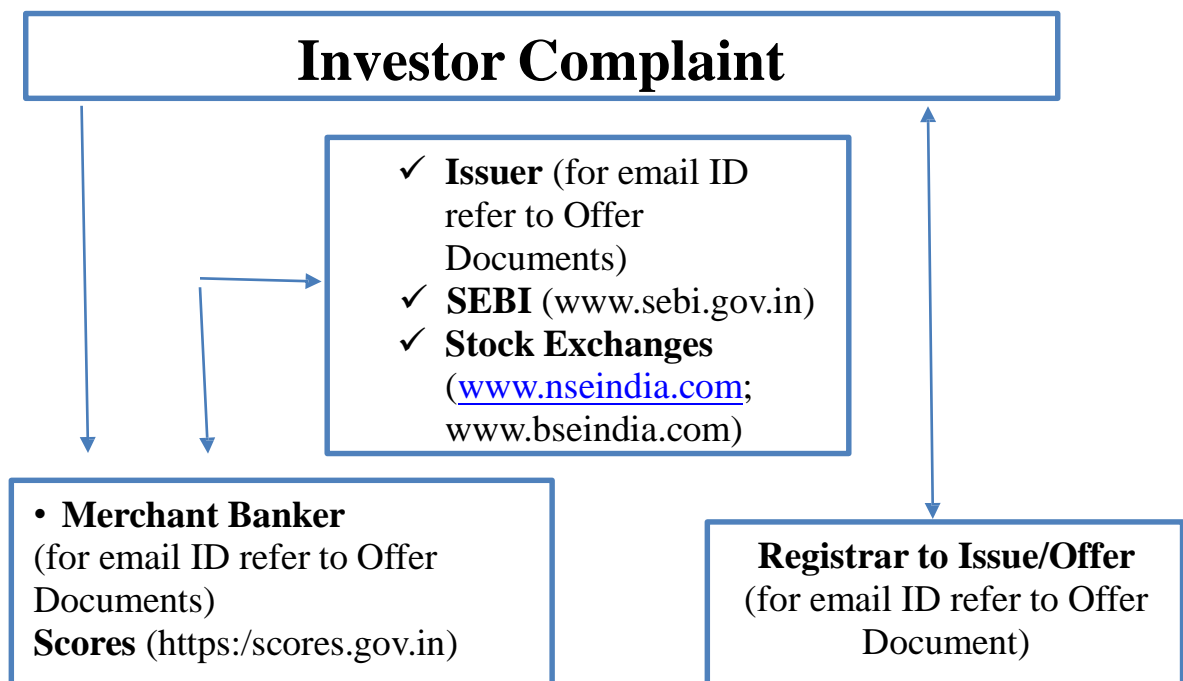 Investor Complaint
✓ Issuer (for email ID
refer to Offer
Documents)
✓ SEBI (www.sebi.gov.in)
✓ Stock Exchanges
(www.nseindia.com;
www.bseindia.com)
• Merchant Banker
(for email ID refer to Offer
Documents)
Scores (https:/scores.gov.in)
Registrar to Issue/Offer
(for email ID refer to Offer
Document)